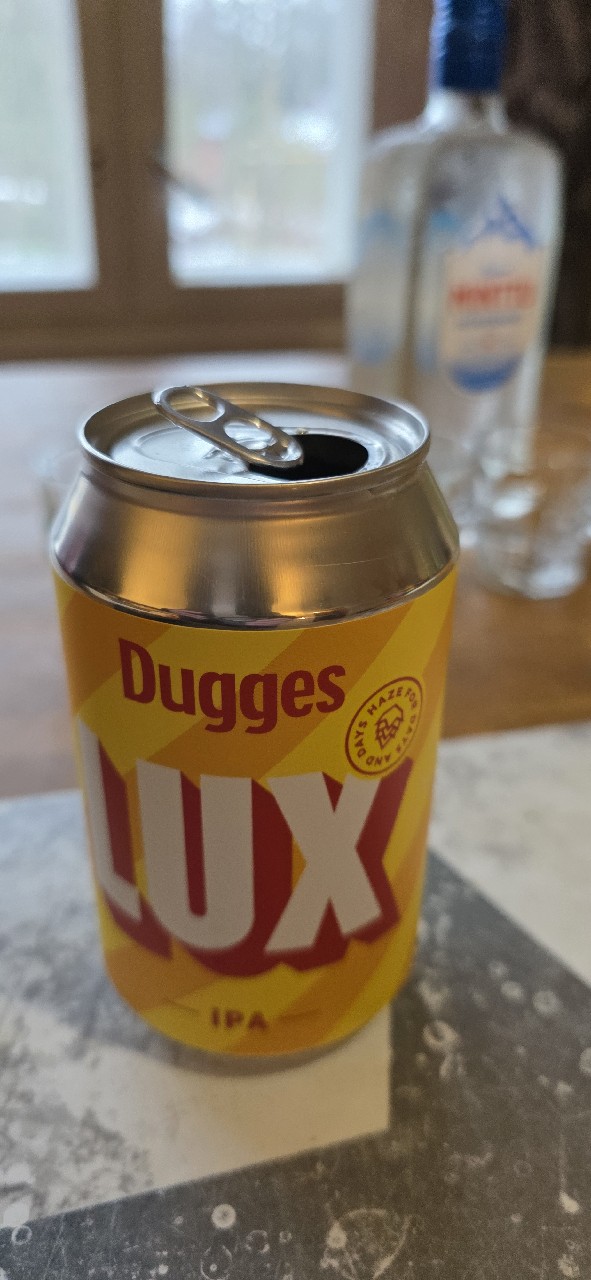 Dugges
HAZE FOR DAYS AND DAYS
LUX
IPA